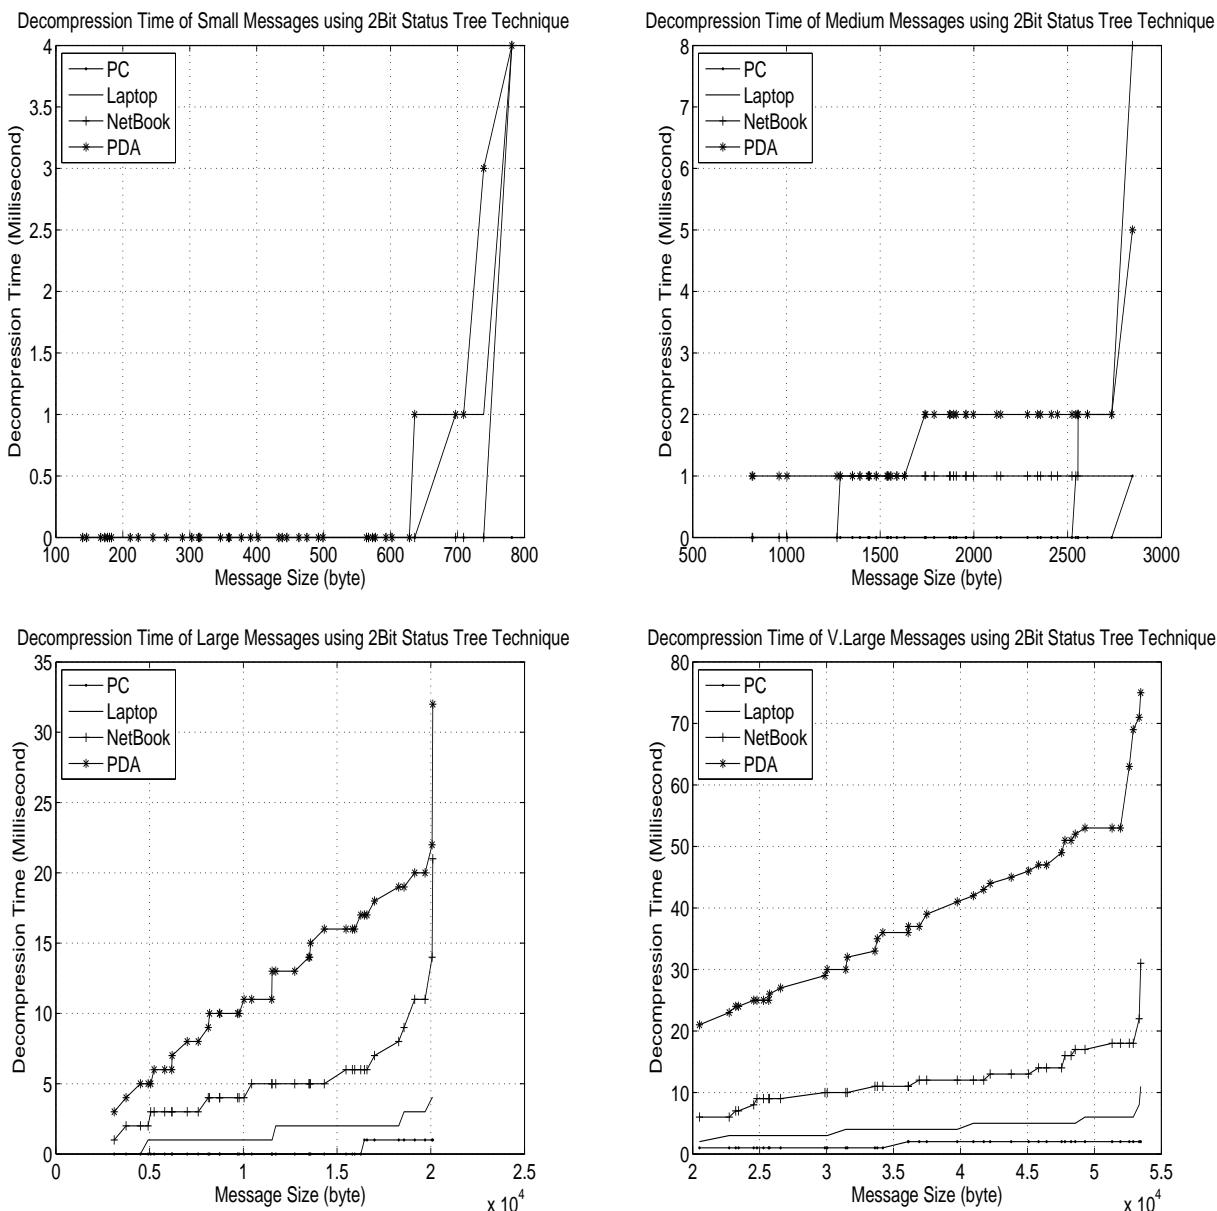 Decompression Time of Small Messages using 2Bit Status Tree Technique
4
3.5
3
2.5
2
1.5
1
0.5
0
Decompression Time (Millisecond)
PC
Laptop
NetBook
PDA
100 200 300 400 500 600 700 800
Message Size (byte)
Decompression Time of Medium Messages using 2Bit Status Tree Technique
8
7
6
5
4
3
2
1
0
Decompression Time (Millisecond)
PC
Laptop
NetBook
PDA
500 1000 1500 2000 2500 3000
Message Size (byte)
Decompression Time of Large Messages using 2Bit Status Tree Technique
35
30
25
20
15
10
5
0
Decompression Time (Millisecond)
PC
Laptop
NetBook
PDA
0 0.5 1 1.5 2 2.5
Message Size (byte)
x 10^4
Decompression Time of V.Large Messages using 2Bit Status Tree Technique
80
70
60
50
40
30
20
10
0
Decompression Time (Millisecond)
PC
Laptop
NetBook
PDA
2 2.5 3 3.5 4 4.5 5 5.5
Message Size (byte)
x 10^4